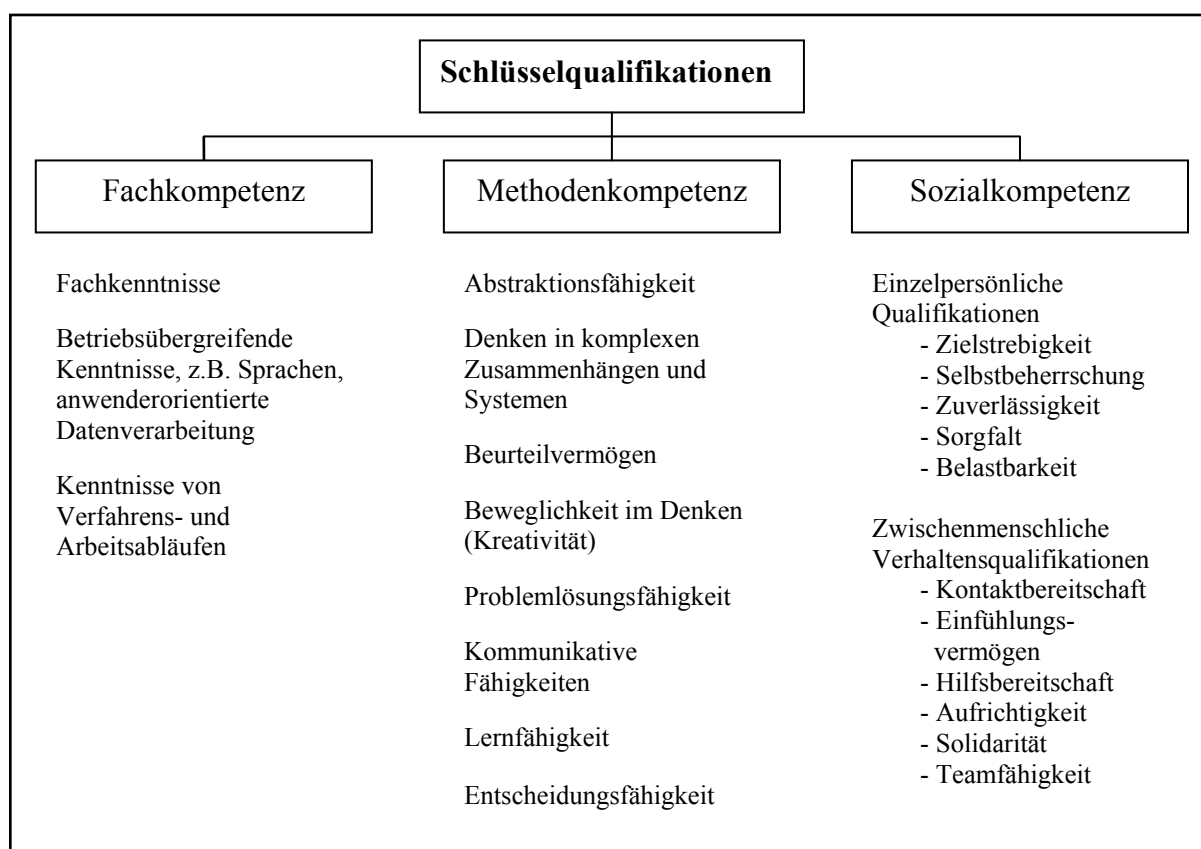 Schlüsselqualifikationen
Fachkompetenz
Fachkenntnisse
Betriebsübergreifende
Kenntnisse, z.B. Sprachen,
anwenderorientierte
Datenverarbeitung
Kenntnisse von
Verfahrens- und
Arbeitsabläufen
Methodenkompetenz
Abstraktionsfähigkeit
Denken in komplexen
Zusammenhängen und
Systemen
Beurteilvermögen
Beweglichkeit im Denken
(Kreativität)
Problemlösungsfähigkeit
Kommunikative
Fähigkeiten
Lernfähigkeit
Entscheidungsfähigkeit
Sozialkompetenz
Einzelpersönliche
Qualifikationen
- Zielstrebigkeit
- Selbstbeherrschung
- Zuverlässigkeit
- Sorgfalt
- Belastbarkeit
Zwischenmenschliche
Verhaltensqualifikationen
- Kontaktbereitschaft
- Einfühlungs-
vermögen
- Hilfsbereitschaft
- Aufrichtigkeit
- Solidarität
- Teamfähigkeit